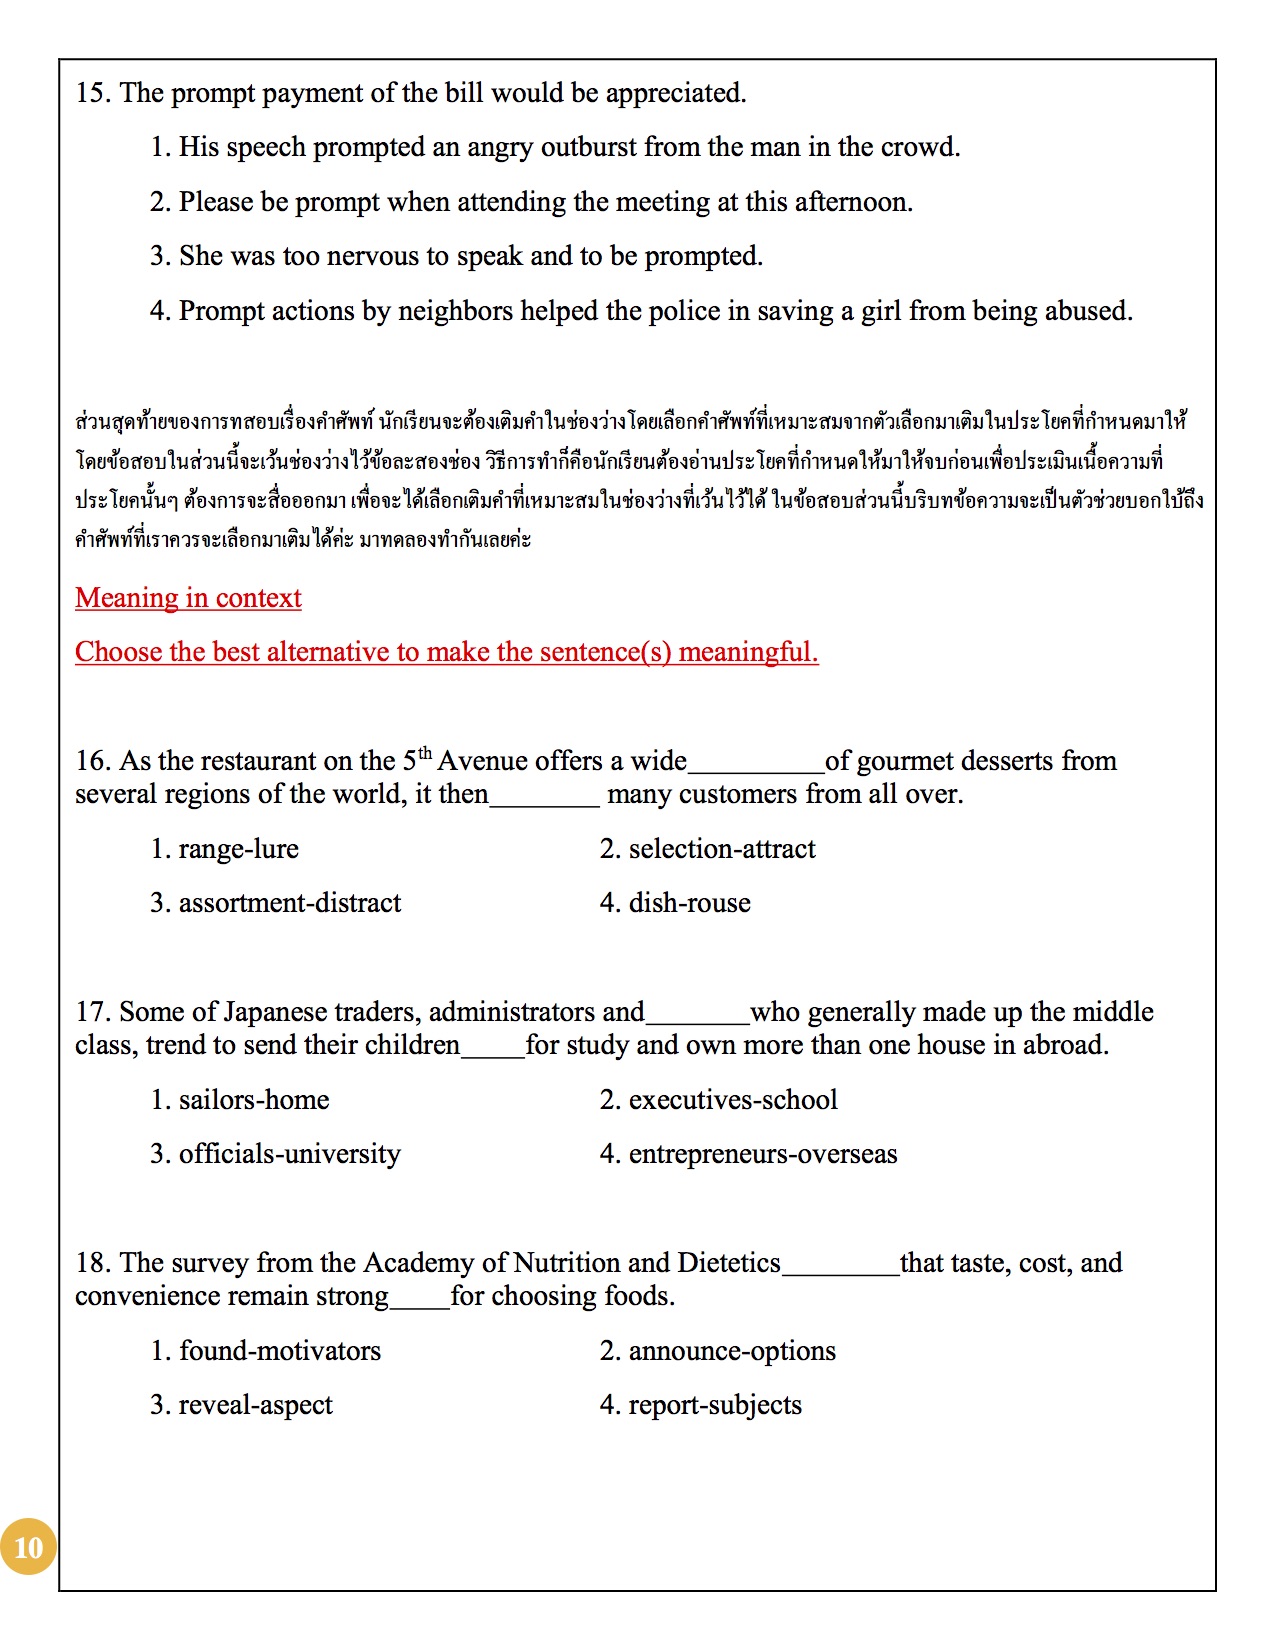 15. The prompt payment of the bill would be appreciated.
1. His speech prompted an angry outburst from the man in the crowd.
2. Please be prompt when attending the meeting at this afternoon.
3. She was too nervous to speak and to be prompted.
4. Prompt actions by neighbors helped the police in saving a girl from being abused.
ส่วนสุดท้ายของการทสอบเรื่องคำศัพท์ นักเรียนจะต้องเติมคำในช่องว่างโดยเลือกคำศัพท์ที่เหมาะสมจากตัวเลือกมาเติมในประโยคที่กำหนดมาให้
โดยข้อสอบในส่วนนี้จะเว้นช่องว่างไว้ข้อละสองช่อง วิธีการทำก็คือนักเรียนต้องอ่านประโยคที่กำหนดให้มาให้จบก่อนเพื่อประเมินเนื้อความที่
ประโยคนั้นๆ ต้องการจะสื่อออกมา เพื่อจะได้เลือกเติมคำที่เหมาะสมในช่องว่างที่เว้นไว้ได้ ในข้อสอบส่วนนี้บริบทข้อความจะเป็นตัวช่วยบอกใบ้ถึง
คำศัพท์ที่เราควรจะเลือกมาเติมได้ค่ะ มาทดลองทำกันเลยค่ะ
Meaning in context
Choose the best alternative to make the sentence(s) meaningful.
16. As the restaurant on the 5th Avenue offers a wide__________of gourmet desserts from
several regions of the world, it then________ many customers from all over.
1. range-lure 2. selection-attract
3. assortment-distract 4. dish-rouse
17. Some of Japanese traders, administrators and_______who generally made up the middle
class, trend to send their children____for study and own more than one house in abroad.
1. sailors-home 2. executives-school
3. officials-university 4. entrepreneurs-overseas
18. The survey from the Academy of Nutrition and Dietetics________that taste, cost, and
convenience remain strong____for choosing foods.
1. found-motivators 2. announce-options
3. reveal-aspect 4. report-subjects
10